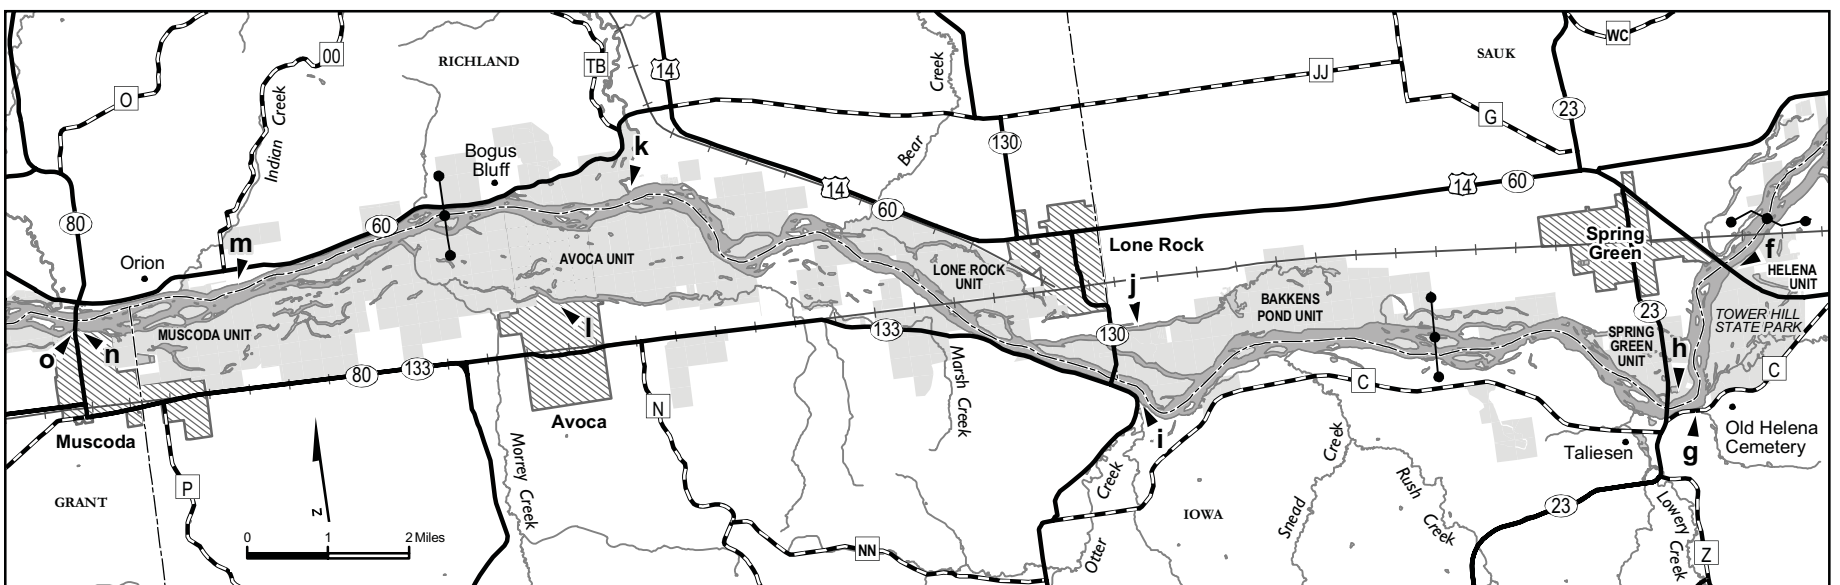 O
00
Indian Creek
RICHLAND
TB
14
Creek
Bear
JJ
SAUK
WC
G
23
130
Bogus
Bluff
k
14
60
14
60
80
60
m
Orion
AVOCA UNIT
LONE ROCK
UNIT
Lone Rock
Spring
Green
f
HELENA
UNIT
j
BAKKENS
POND UNIT
MUSCODA UNIT
l
133
130
23
SPRING
GREEN
UNIT
TOWER HILL
STATE PARK
h
o
n
80
133
Marsh Creek
C
C
Muscoda
Avoca
N
i
Old Helena
Cemetery
Taliesen
g
GRANT
P
Morrey Creek
Otter
Creek
IOWA
Snead
Creek
Rush
Creek
23
Lowery Creek
Z
N
0
1
2 Miles
NN